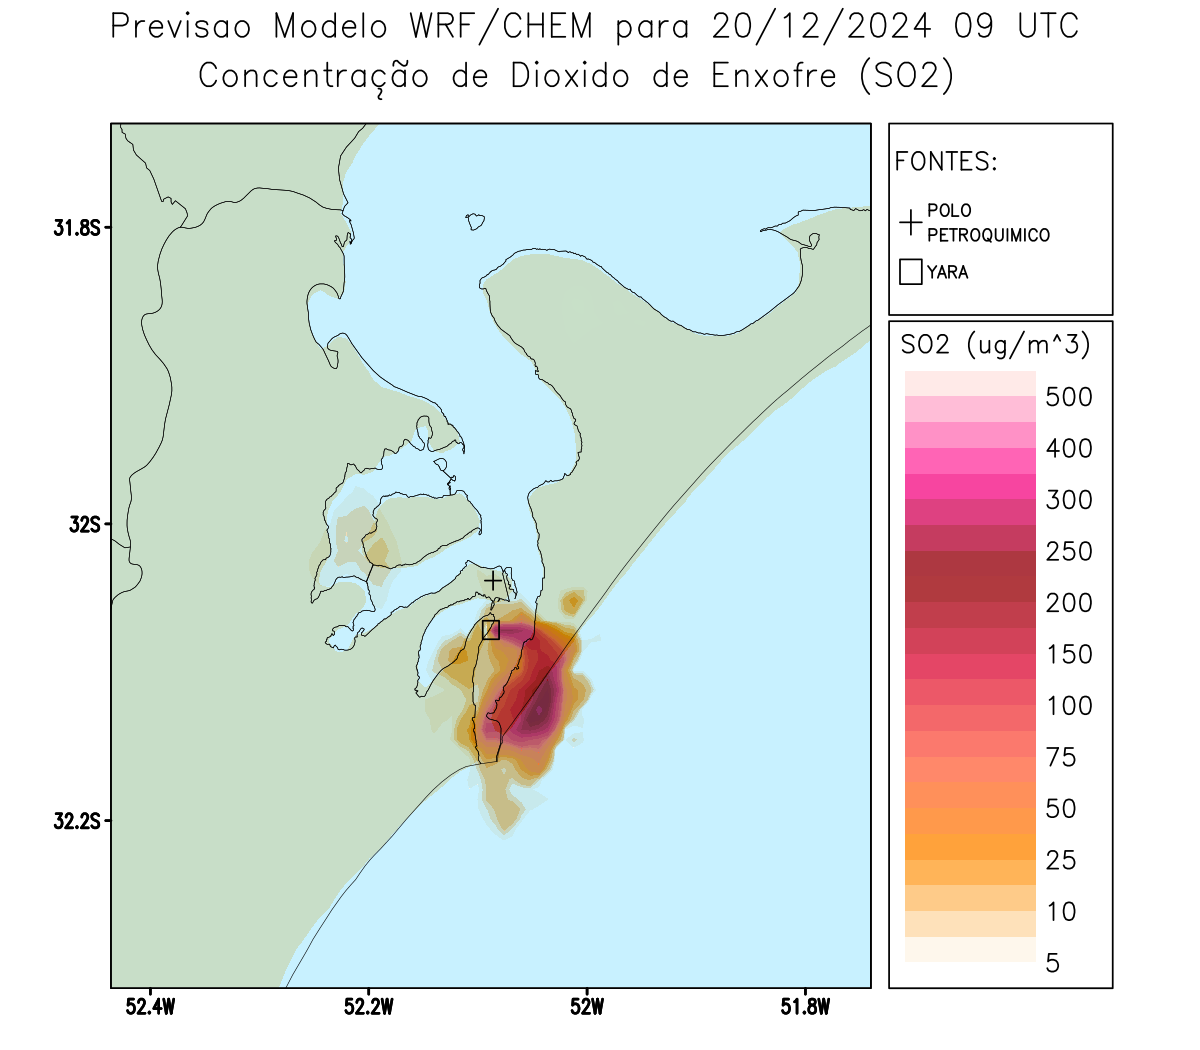 Previsao Modelo WRF/CHEM para 20/12/2024 09 UTC
Concentração de Dioxido de Enxofre (SO2)
FONTES:
POLO
PETROQUIMICO
YARA
SO2 (ug/m^3)
500
400
300
250
200
150
100
75
50
25
10
5
31.8S
32S
32.2S
52.4W
52.2W
52W
51.8W